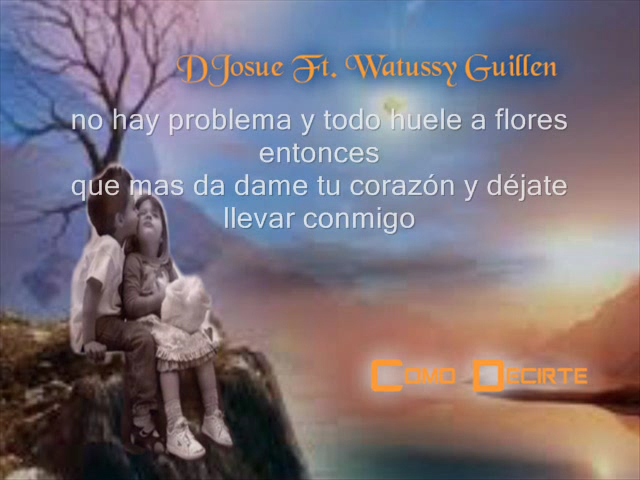 DJosue Ft. Watussy Guillen
no hay problema y todo huele a flores
entonces
que mas da dame tu corazón y déjate
llevar conmigo
Como Decirte